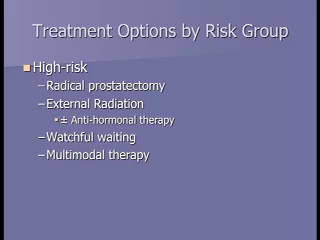 Treatment Options by Risk Group
High-risk
–Radical prostatectomy
–External Radiation
± Anti-hormonal therapy
–Watchful waiting
–Multimodal therapy